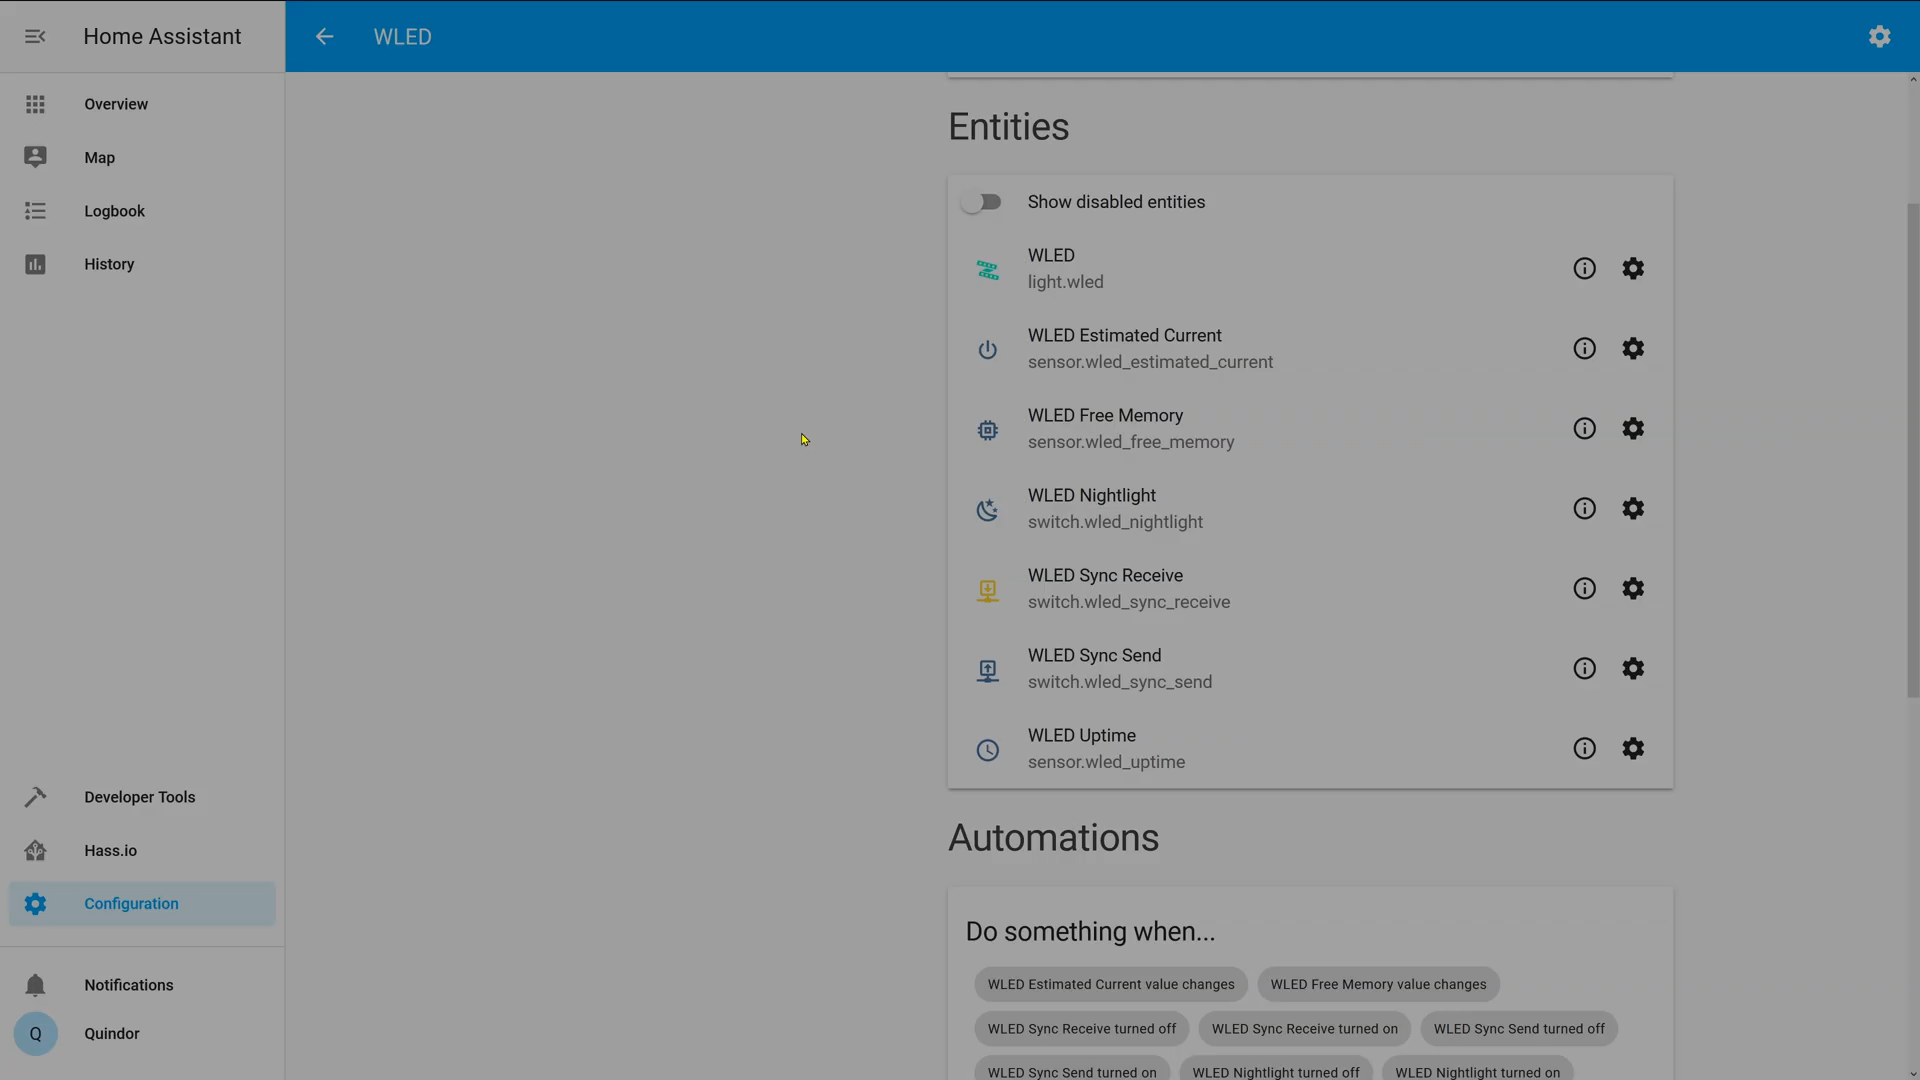 Home Assistant
WLED
Overview
Map
Logbook
History
Developer Tools
Hass.io
Configuration
Notifications
Q
Quindor
Entities
Show disabled entities
WLED
light.wled
WLED Estimated Current
sensor.wled_estimated_current
WLED Free Memory
sensor.wled_free_memory
WLED Nightlight
switch.wled_nightlight
WLED Sync Receive
switch.wled_sync_receive
WLED Sync Send
switch.wled_sync_send
WLED Uptime
sensor.wled_uptime
Automations
Do something when...
WLED Estimated Current value changes WLED Free Memory value changes
WLED Sync Receive turned off WLED Sync Receive turned on WLED Sync Send turned off
WLED Sync Send turned on WLED Nightlight turned off WLED Nightlight turned on